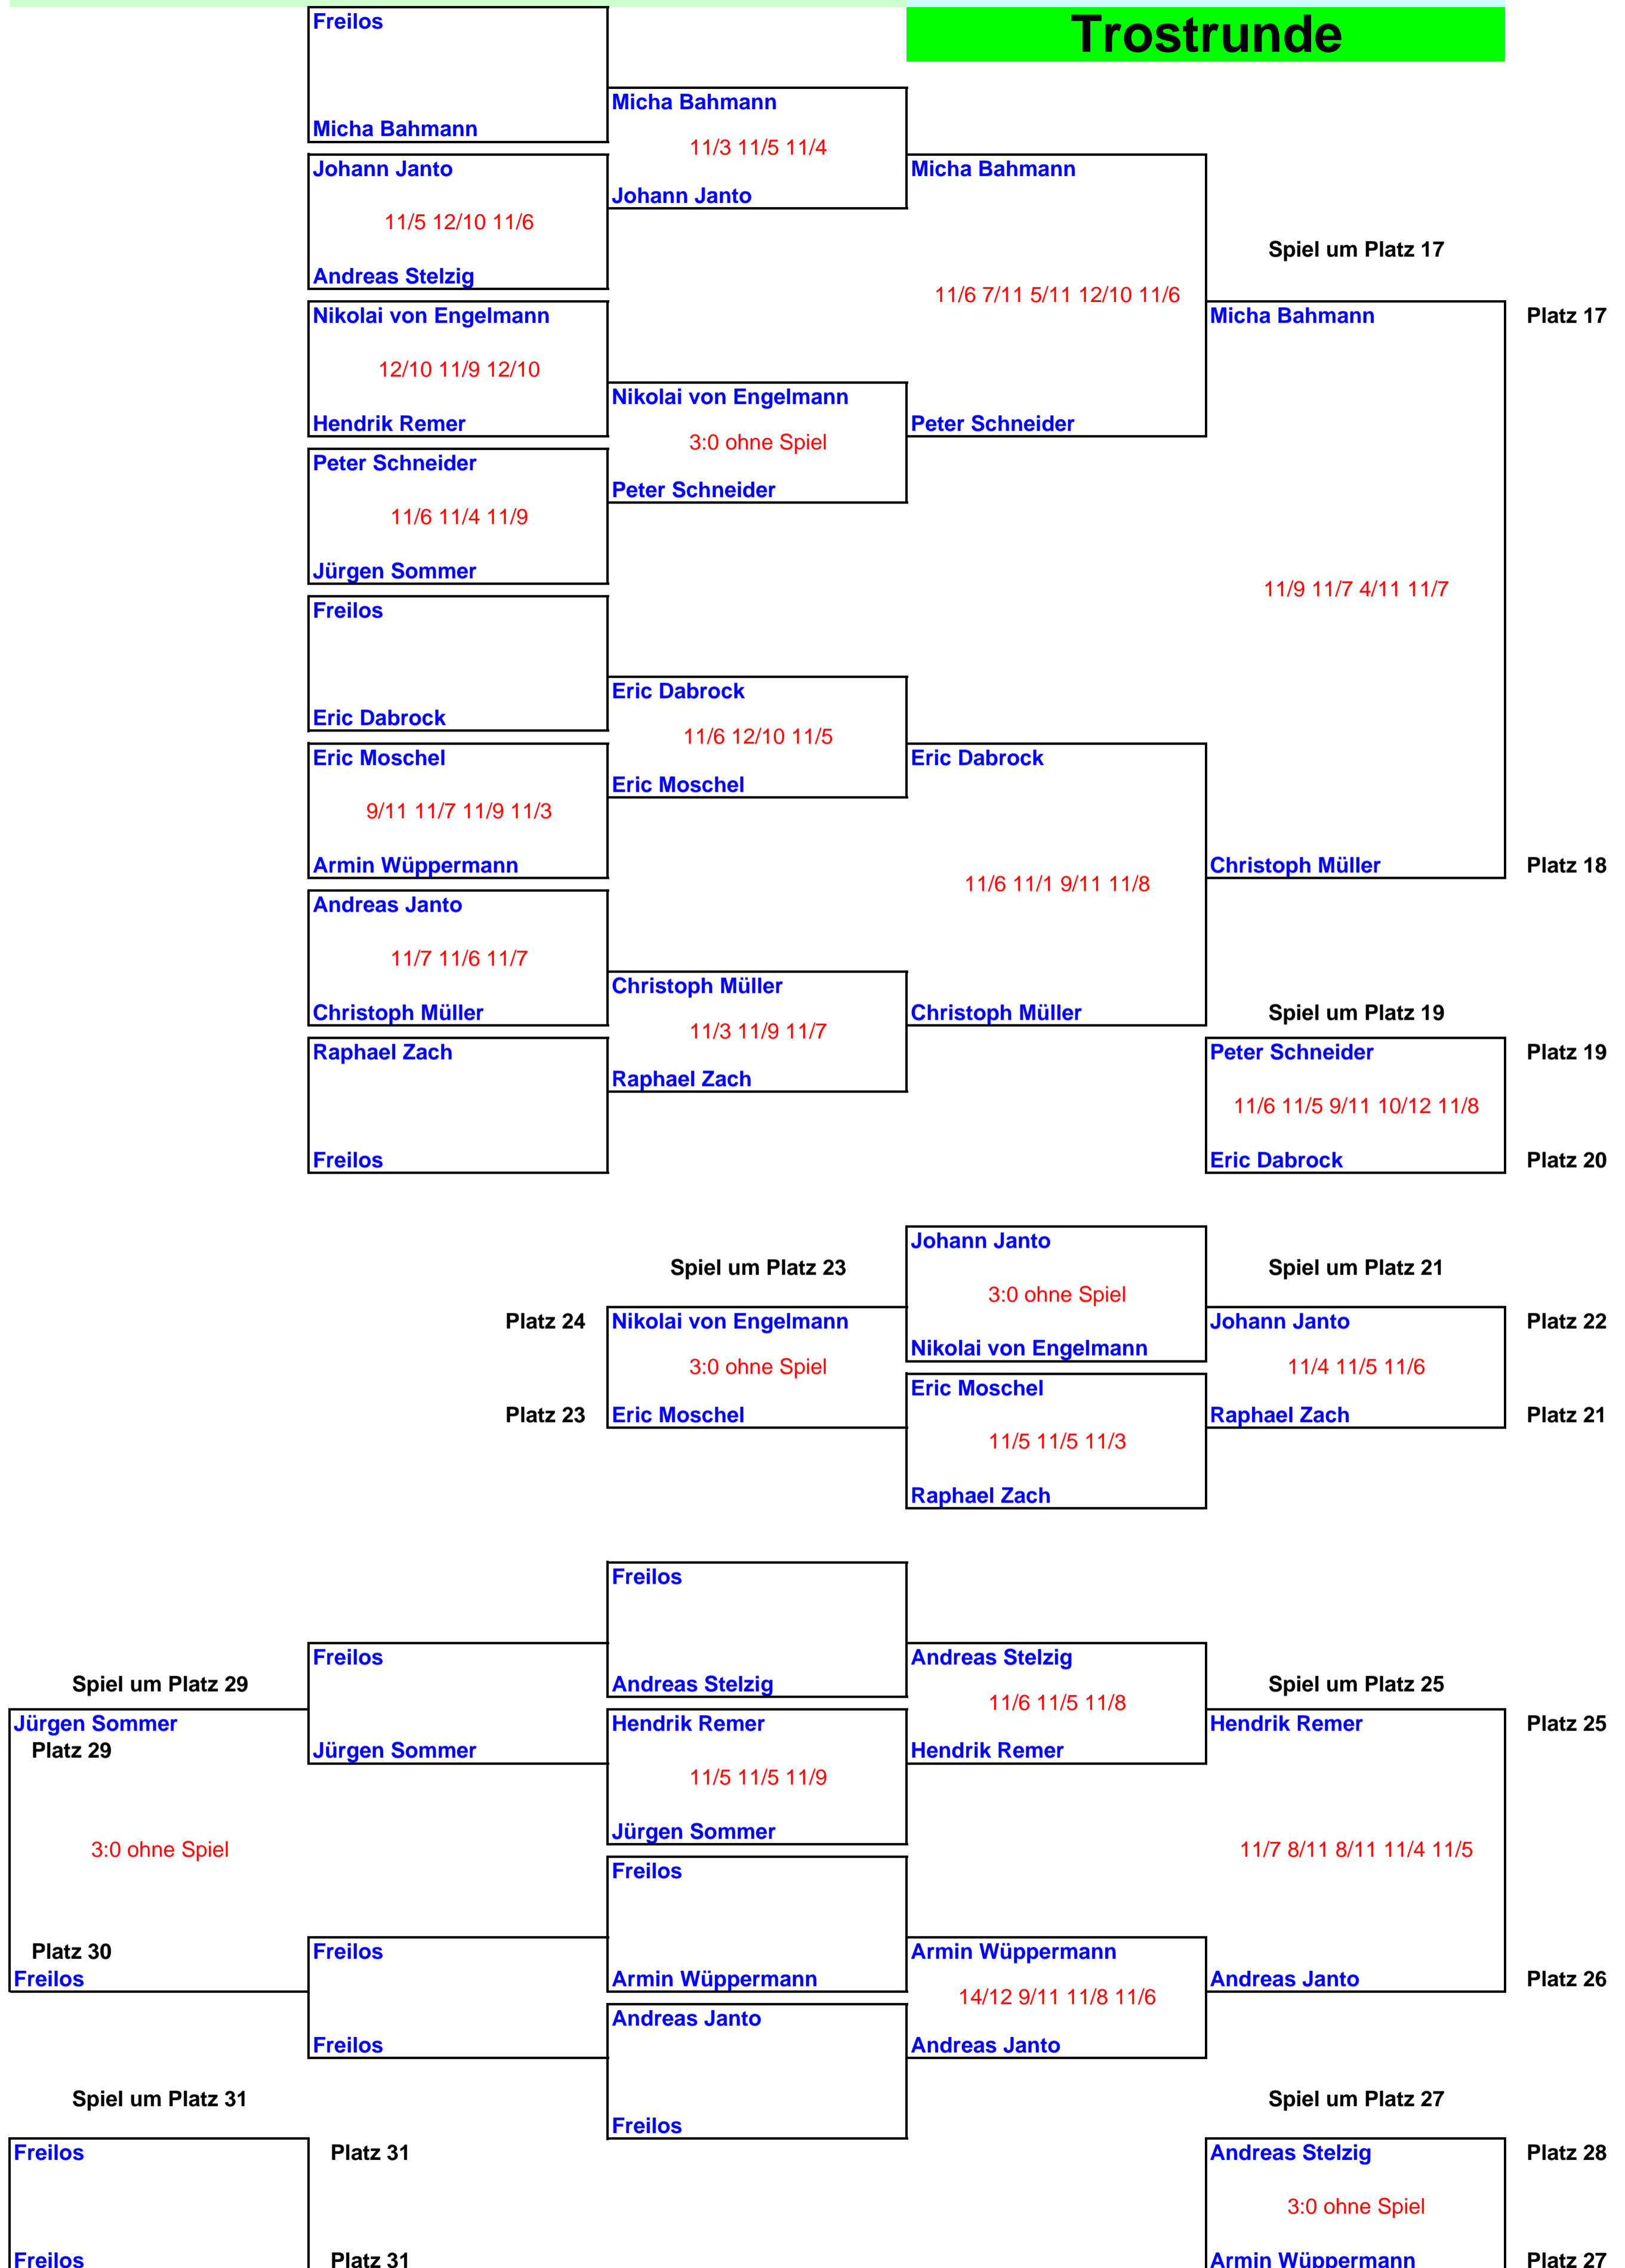 Freilos
Trostrunde
Micha Bahmann
Micha Bahmann
11/3 11/5 11/4
Johann Janto
Micha Bahmann
Johann Janto
11/5 12/10 11/6
Spiel um Platz 17
Andreas Stelzig
11/6 7/11 5/11 12/10 11/6
Nikolai von Engelmann
Micha Bahmann
Platz 17
12/10 11/9 12/10
Nikolai von Engelmann
Hendrik Remer
Peter Schneider
3:0 ohne Spiel
Peter Schneider
Peter Schneider
11/6 11/4 11/9
Jürgen Sommer
11/9 11/7 4/11 11/7
Freilos
Eric Dabrock
Eric Dabrock
11/6 12/10 11/5
Eric Moschel
Eric Dabrock
Eric Moschel
9/11 11/7 11/9 11/3
Armin Wüppermann
Christoph Müller
Platz 18
11/6 11/1 9/11 11/8
Andreas Janto
11/7 11/6 11/7
Christoph Müller
Christoph Müller
Christoph Müller
Spiel um Platz 19
11/3 11/9 11/7
Raphael Zach
Peter Schneider
Platz 19
Raphael Zach
11/6 11/5 9/11 10/12 11/8
Freilos
Eric Dabrock
Platz 20
Johann Janto
Spiel um Platz 23
Spiel um Platz 21
3:0 ohne Spiel
Platz 24
Nikolai von Engelmann
Johann Janto
Platz 22
Nikolai von Engelmann
3:0 ohne Spiel
11/4 11/5 11/6
Eric Moschel
Platz 23
Eric Moschel
Raphael Zach
Platz 21
11/5 11/5 11/3
Raphael Zach
Freilos
Freilos
Andreas Stelzig
Spiel um Platz 29
Andreas Stelzig
Spiel um Platz 25
11/6 11/5 11/8
Jürgen Sommer
Hendrik Remer
Hendrik Remer
Platz 25
Platz 29
Jürgen Sommer
Hendrik Remer
11/5 11/5 11/9
Jürgen Sommer
3:0 ohne Spiel
11/7 8/11 8/11 11/4 11/5
Freilos
Platz 30
Freilos
Armin Wüppermann
Freilos
Armin Wüppermann
Andreas Janto
Platz 26
14/12 9/11 11/8 11/6
Andreas Janto
Freilos
Andreas Janto
Spiel um Platz 31
Spiel um Platz 27
Freilos
Freilos
Platz 31
Andreas Stelzig
Platz 28
3:0 ohne Spiel
Freilos
Platz 31
Armin Wüppermann
Platz 27